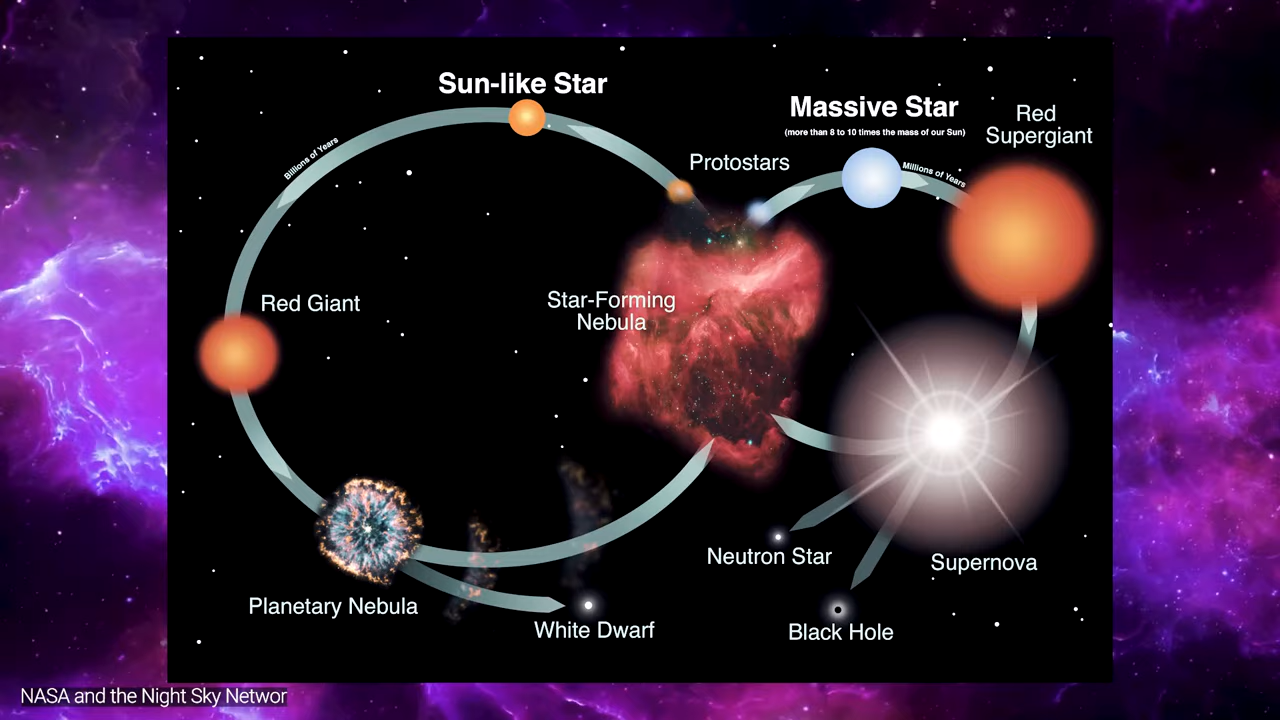 Sun-like Star
Massive Star
(more than 8 to 10 times the mass of our Sun)
Red
Supergiant
Protostars
Billions of Years
Millions of Years
Red Giant
Star-Forming
Nebula
Neutron Star
Supernova
Planetary Nebula
White Dwarf
Black Hole
NASA and the Night Sky Networ